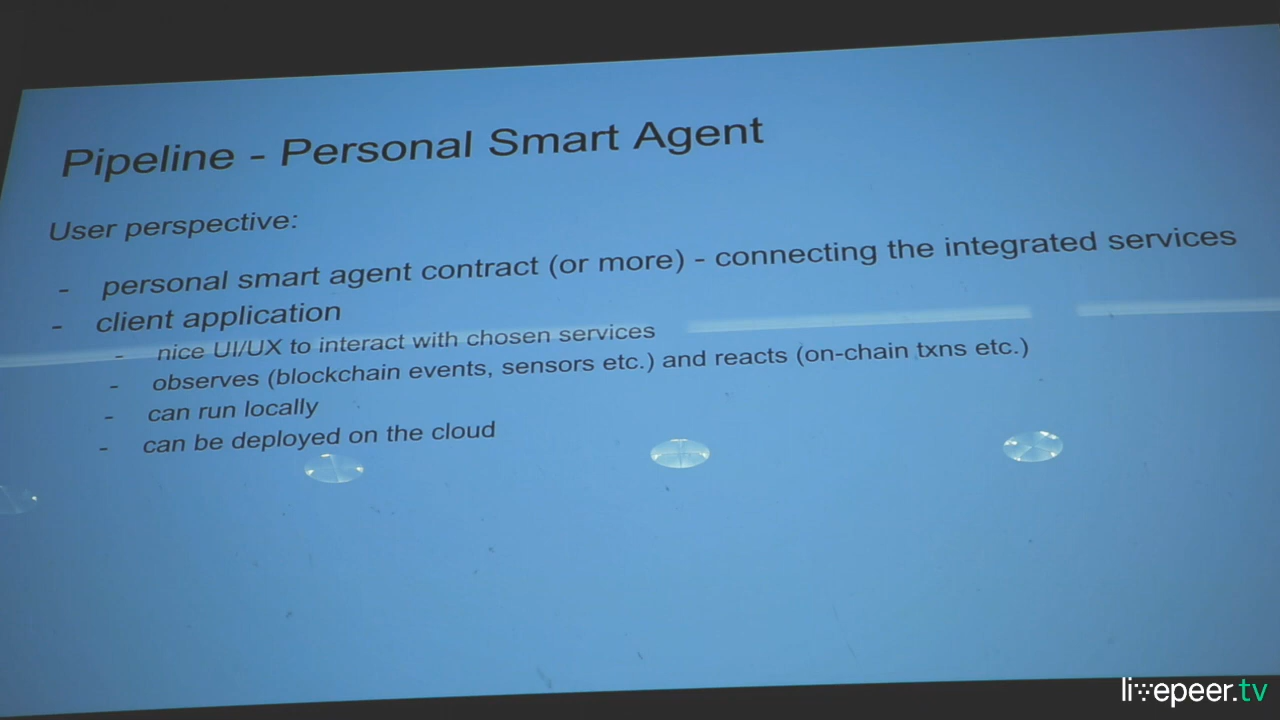 Pipeline - Personal Smart Agent
User perspective:
- personal smart agent contract (or more) - connecting the integrated services
- client application
- nice UI/UX to interact with chosen services
- observes (blockchain events, sensors etc.) and reacts (on-chain txns etc.)
- can run locally
- can be deployed on the cloud
livepeer.tv